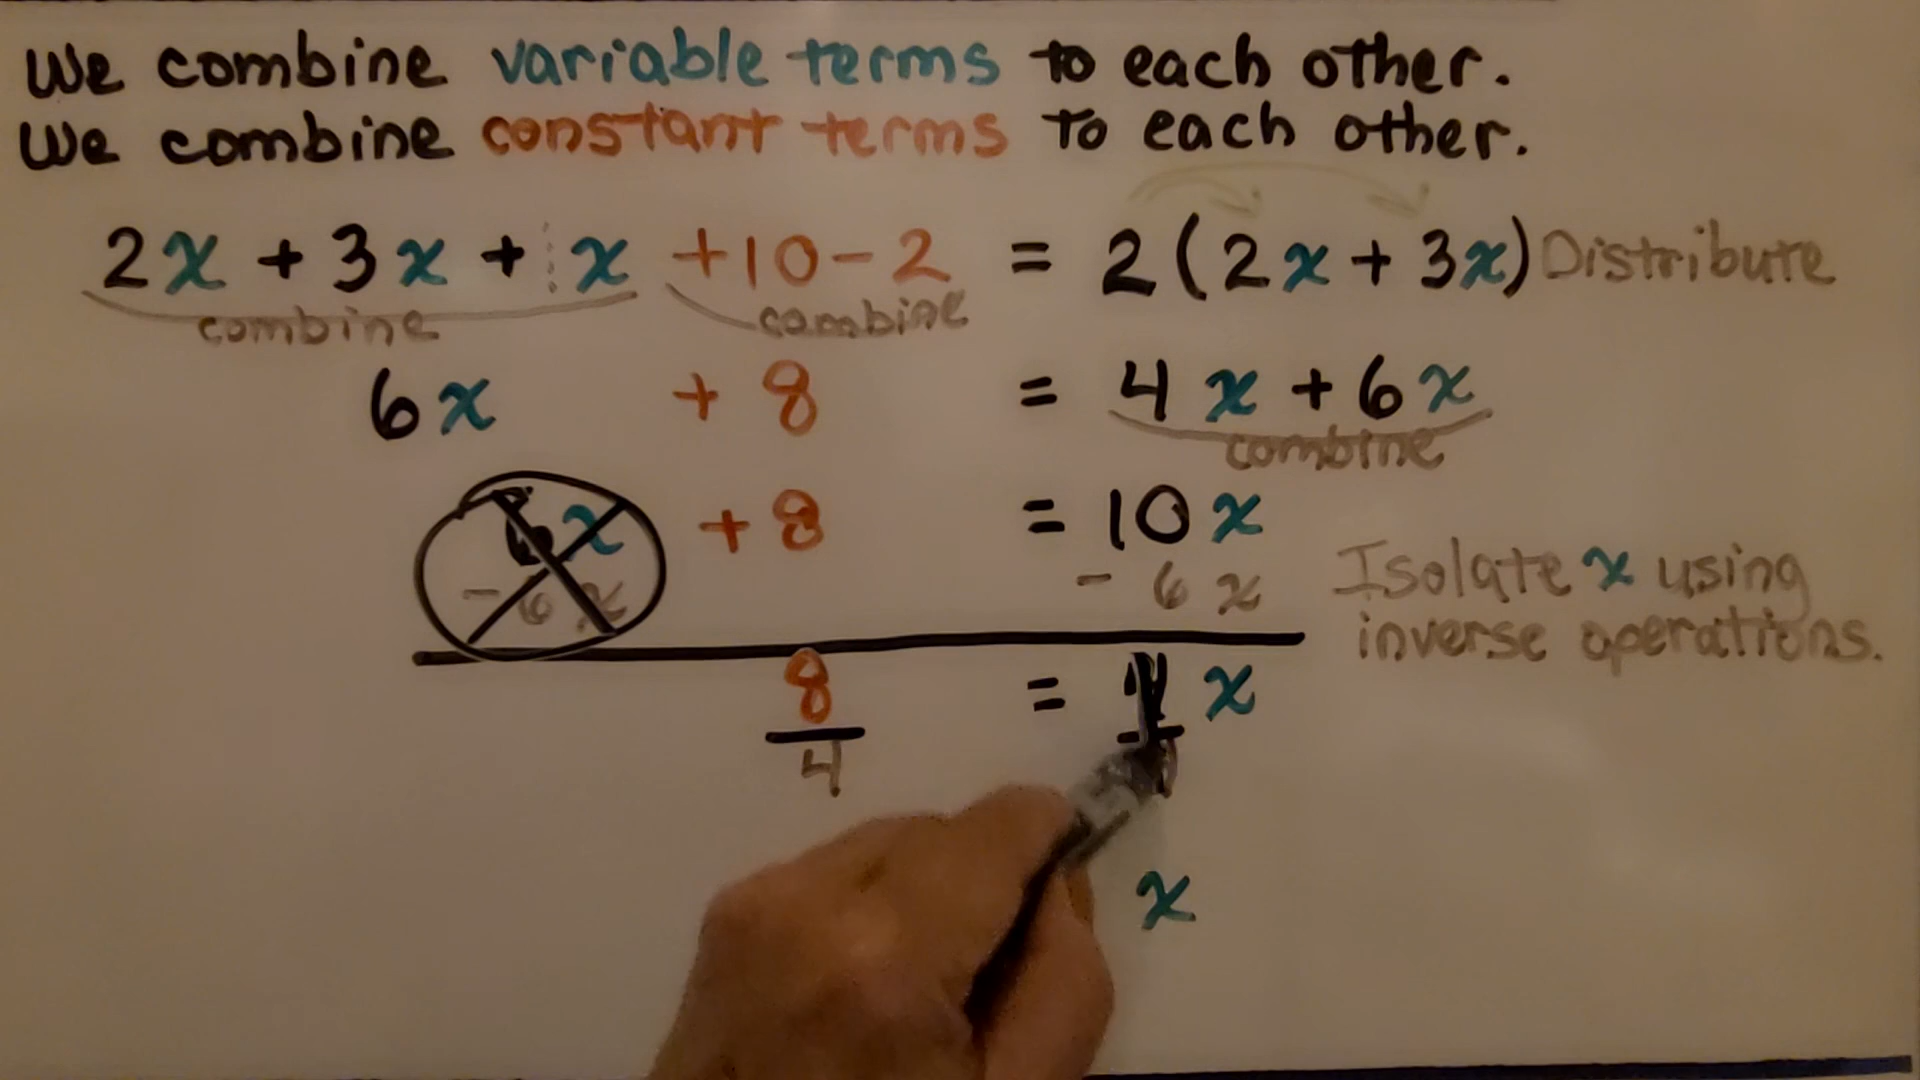 We combine variable terms to each other.
We combine constant terms to each other.
2x + 3x + x + 10 - 2 = 2(2x + 3x) Distribute
combine combine
6x + 8 = 4x + 6x
combine
6x + 8 = 10x
- 6x - 6x
Isolate x using
inverse operations.
8 = 4x
4 4
x